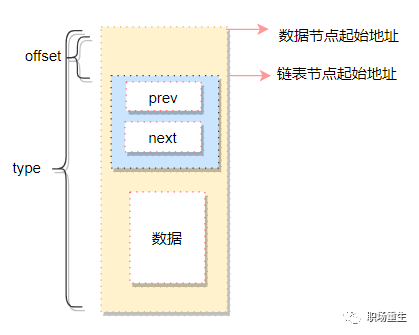 offset
数据节点起始地址
链表节点起始地址
prev
next
type
数据
职场重生